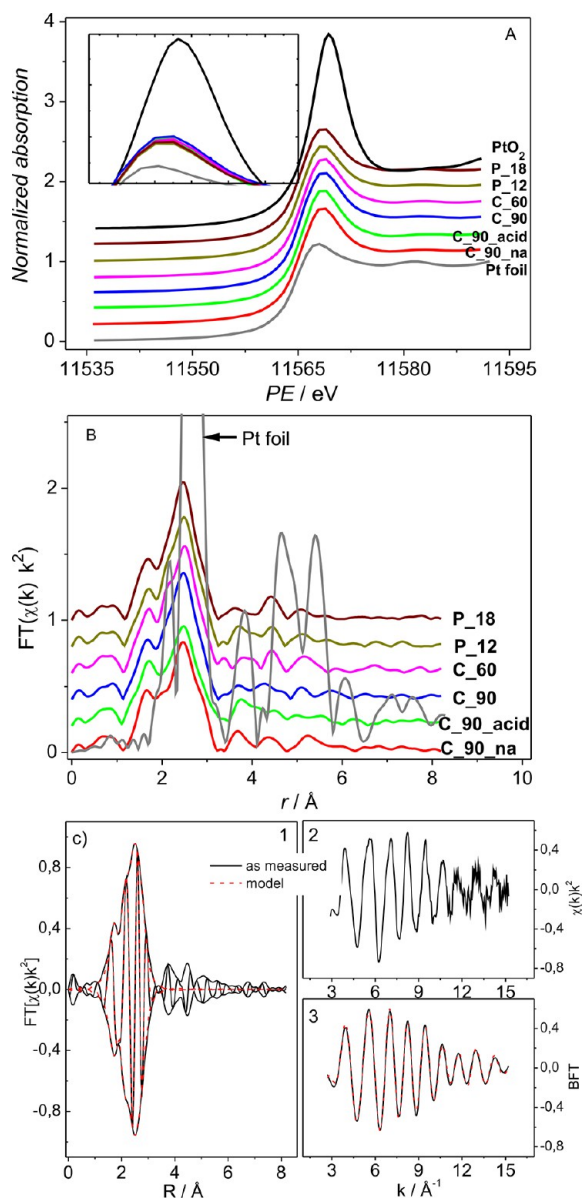 A
4
3
2
1
0
Normalized absorption
PtO2
P_18
P_12
C_60
C_90
C_90_acid
C_90_na
Pt foil
11535 11550 11565 11580 11595
PE / eV
B
Pt foil
2
1
0
FT(χ(k) k²)
P_18
P_12
C_60
C_90
C_90_acid
C_90_na
0 2 4 6 8 10
r / Å
c) 1
as measured
model
0,8
0,4
0,0
-0,4
-0,8
FT[χ(k)k²]
0 2 4 6 8
R / Å
2
0,4
0,0
-0,4
-0,8
χ(k)k²
3 6 9 12 15
3
0,4
0,0
-0,4
-0,8
BFT
3 6 9 12 15
k / Å⁻¹